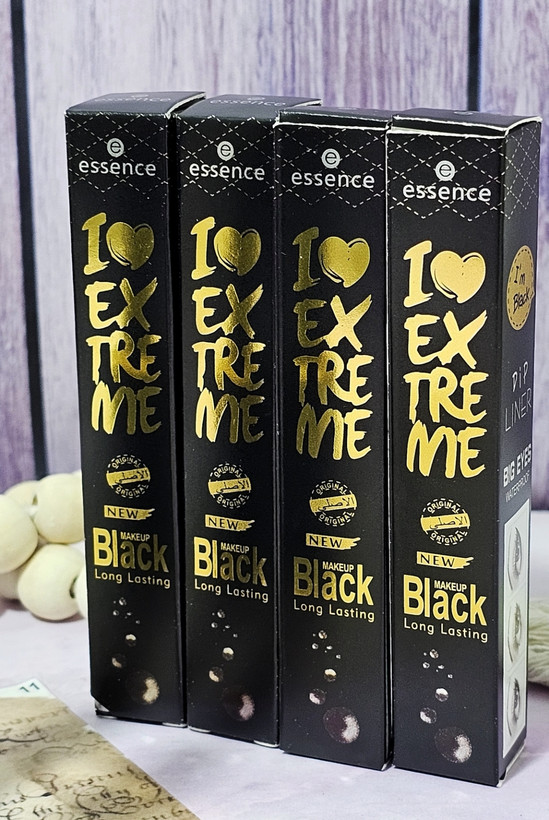 essence
I
EX
TRE
ME
ORIGINAL
الأصلي
ORIGINAL
NEW
MAKEUP
Black
Long Lasting
essence
I
EX
TRE
ME
ORIGINAL
الأصلي
ORIGINAL
NEW
MAKEUP
Black
Long Lasting
essence
I
EX
TRE
ME
ORIGINAL
الأصلي
ORIGINAL
NEW
MAKEUP
Black
Long Lasting
essence
I
EX
TRE
ME
ORIGINAL
الأصلي
ORIGINAL
NEW
MAKEUP
Black
Long Lasting
I'm
Black
DIP
LINER
BIG EYES
WATERPROOF
11